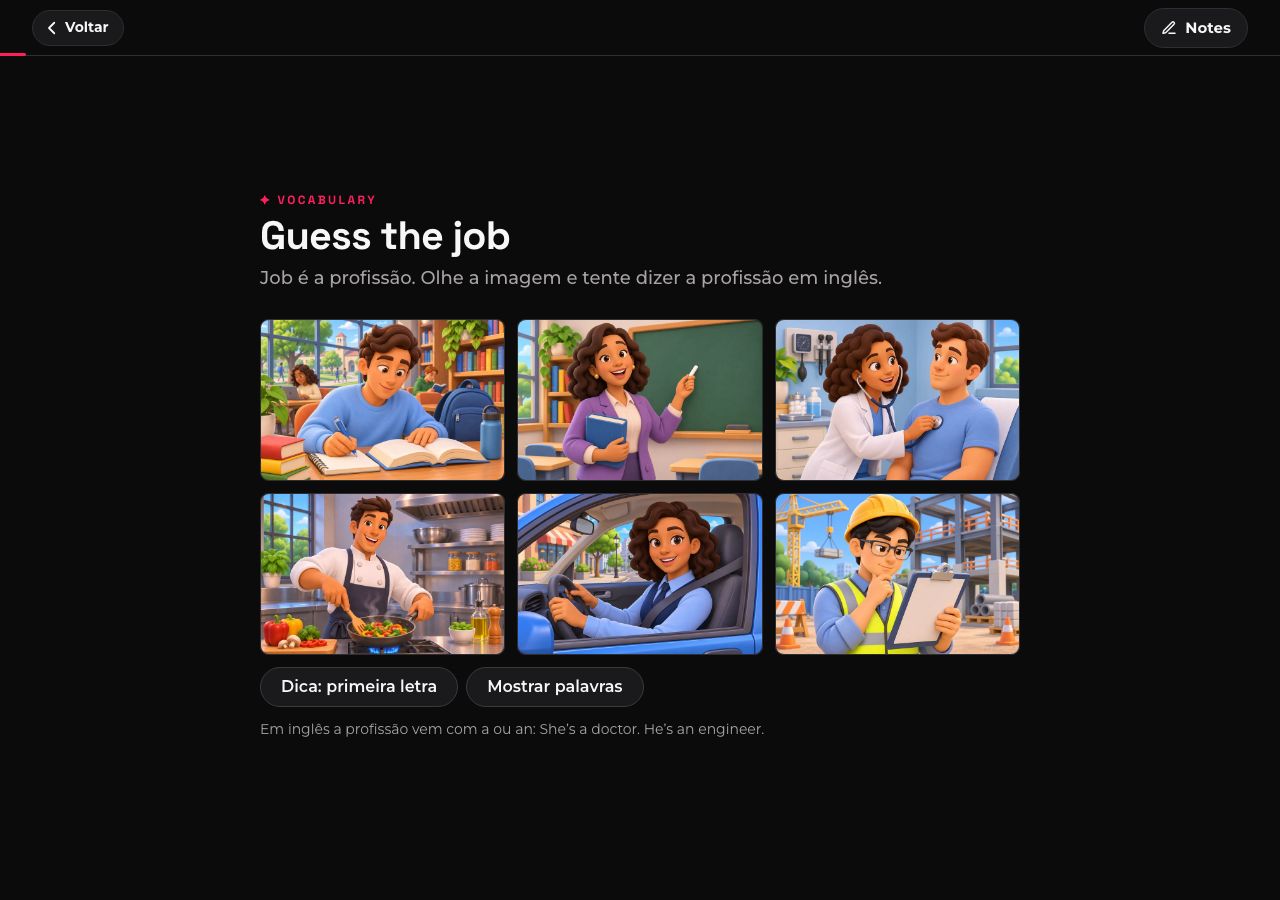 Voltar
Notes
VOCABULARY
Guess the job
Job é a profissão. Olhe a imagem e tente dizer a profissão em inglês.
Dica: primeira letra
Mostrar palavras
Em inglês a profissão vem com a ou an: She’s a doctor. He’s an engineer.